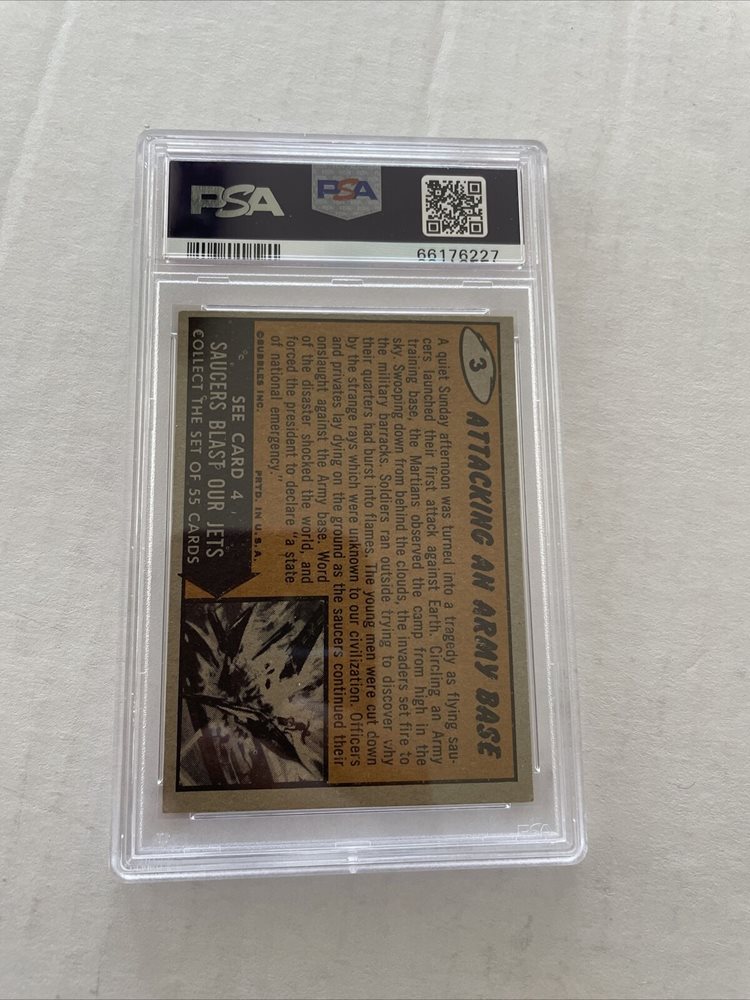 PSA
PSA
66176227
3
ATTACKING AN ARMY BASE
A quiet Sunday afternoon was turned into a tragedy as flying sau-
cers launched their first attack against Earth. Circling an Army
training base, the Martians observed the camp from high in the
sky. Swooping down from behind the clouds, the invaders set fire to
the military barracks. Soldiers ran outside trying to discover why
their quarters had burst into flames. The young men were cut down
by the strange rays which were unknown to our civilization. Officers
and privates lay dying on the ground as the saucers continued their
onslaught against the Army base. Word
of the disaster shocked the world, and
forced the president to declare "a state
of national emergency."
©BUBBLES INC. PRTD. IN U.S.A.
SEE CARD 4
SAUCERS BLAST OUR JETS
COLLECT THE SET OF 55 CARDS